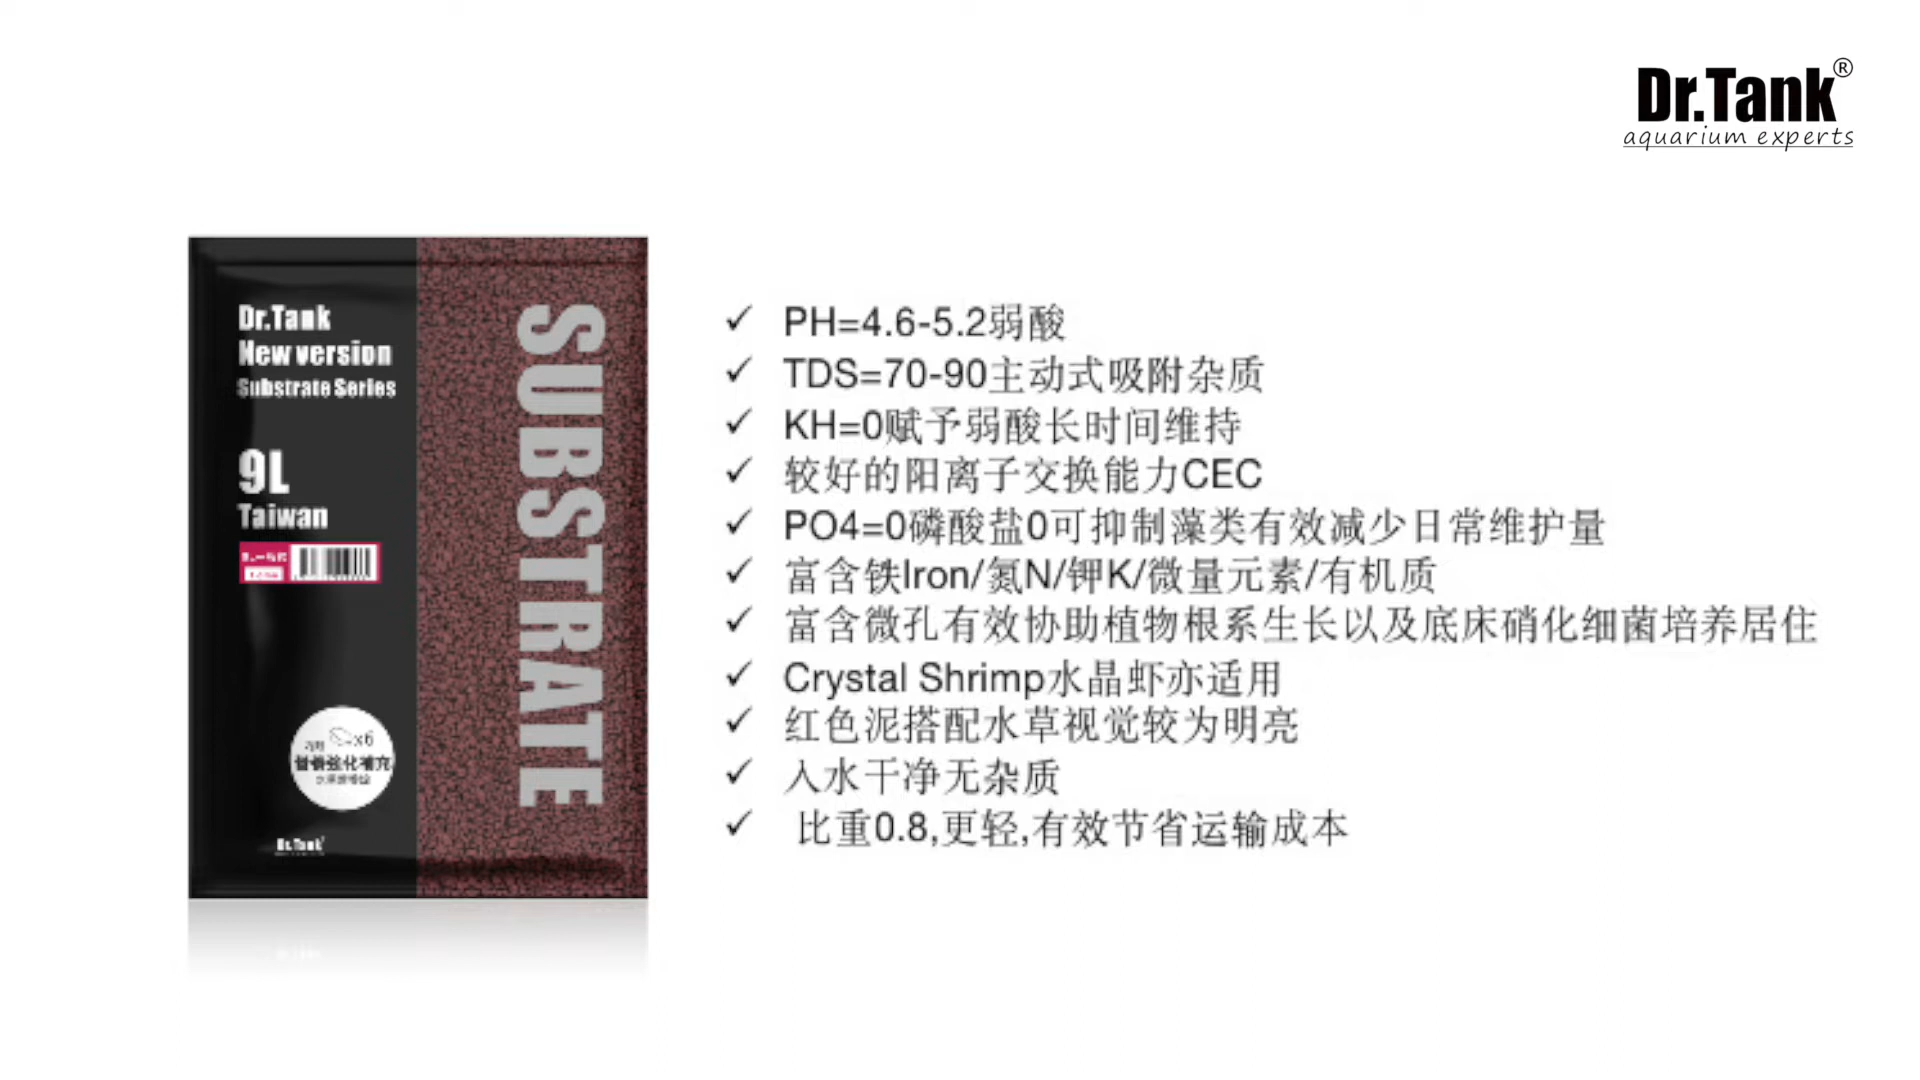 Dr.Tank®
aquarium experts
Dr.Tank
New version
Substrate Series
9L
Taiwan
SUBSTRATE
x6
Dr.Tank
PH=4.6-5.2弱酸
TDS=70-90主动式吸附杂质
KH=0赋予弱酸长时间维持
较好的阳离子交换能力CEC
PO4=0磷酸盐0可抑制藻类有效减少日常维护量
富含铁Iron/氮N/钾K/微量元素/有机质
富含微孔有效协助植物根系生长以及底床硝化细菌培养居住
Crystal Shrimp水晶虾亦适用
红色泥搭配水草视觉较为明亮
入水干净无杂质
比重0.8,更轻,有效节省运输成本